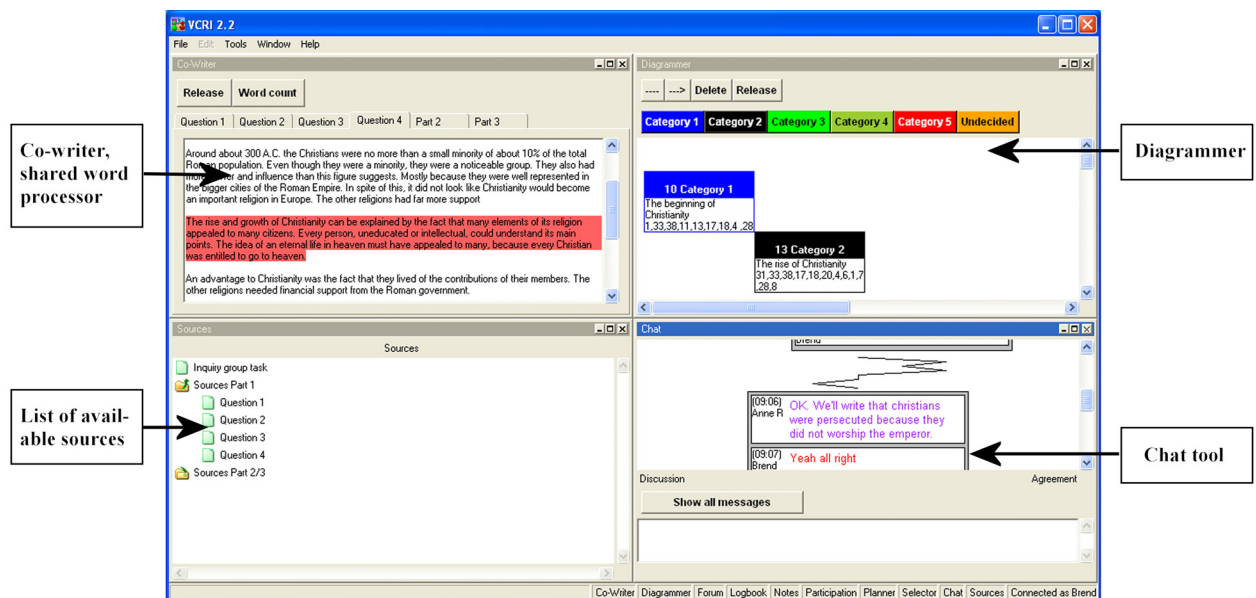 VCRI 2.2
File Edit Tools Window Help
Co-Writer
Release Word count
Question 1 Question 2 Question 3 Question 4 Part 2 Part 3
Around about 300 A.C. the Christians were no more than a small minority of about 10% of the total
Roman population. Even though they were a minority, they were a noticeable group. They also had
more and influence than this figure suggests. Mostly because they were well represented in
the bigger cities of the Roman Empire. In spite of this, it did not look like Christianity would become
an important religion in Europe. The other religions had far more support
The rise and growth of Christianity can be explained by the fact that many elements of its religion
appealed to many citizens. Every person, uneducated or intellectual, could understand its main
points. The idea of an eternal life in heaven must have appealed to many, because every Christian
was entitled to go to heaven.
An advantage to Christianity was the fact that they lived of the contributions of their members. The
other religions needed financial support from the Roman government.
Diagrammer
---- ---> Delete Release
Category 1 Category 2 Category 3 Category 4 Category 5 Undecided
10 Category 1
The beginning of
Christianity
1,33,38,11,13,17,18,4 ,28
13 Category 2
The rise of Christianity
31,33,38,17,18,20,4,6,1,7
,28,8
Sources
Sources
Inquiry group task
Sources Part 1
Question 1
Question 2
Question 3
Question 4
Sources Part 2/3
Chat
Brend
(09:06)
Anne R
OK. We'll write that christians
were persecuted because they
did not worship the emperor.
(09:07)
Brend
Yeah all right
Discussion Agreement
Show all messages
Co-Writer Diagrammer Forum Logbook Notes Participation Planner Selector Chat Sources Connected as Brend
Co-writer,
shared word
processor
List of avail-
able sources
Diagrammer
Chat tool